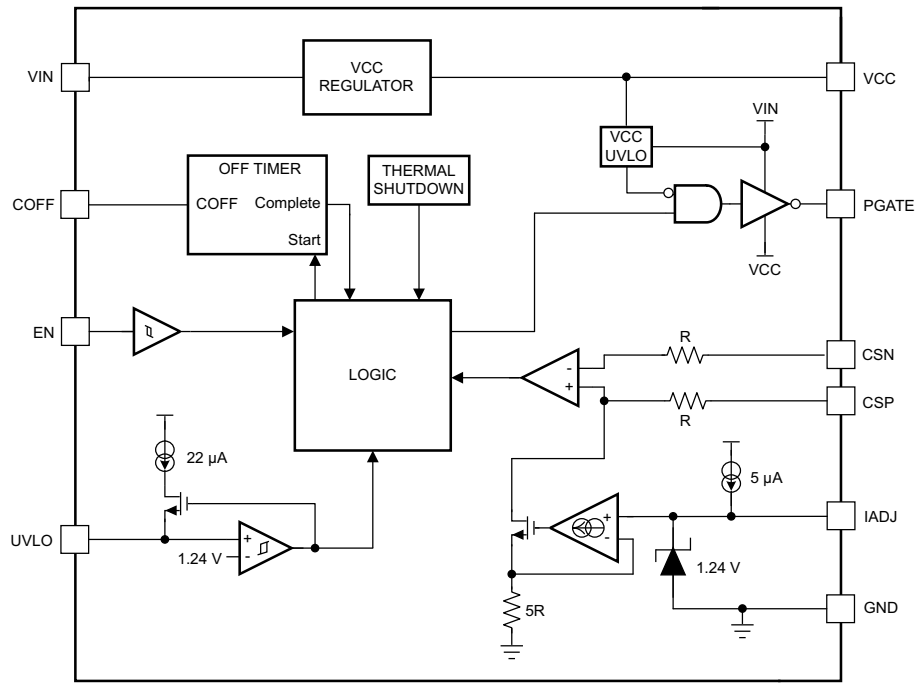 VIN
VCC
REGULATOR
VCC
VIN
VCC
UVLO
OFF TIMER
COFF
Complete
Start
THERMAL
SHUTDOWN
COFF
PGATE
VCC
EN
LOGIC
R
CSN
-
+
CSP
R
22 µA
5 µA
UVLO
+
-
1.24 V
+
-
IADJ
1.24 V
5R
GND